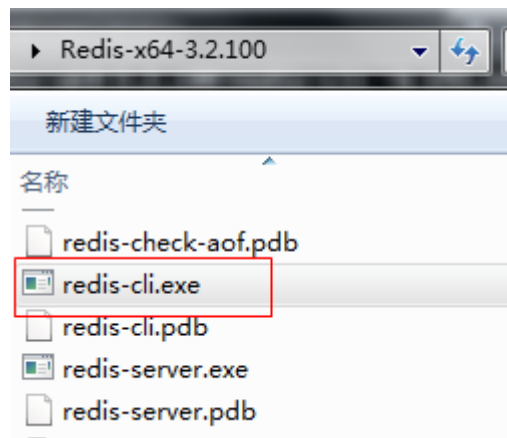 Redis-x64-3.2.100
新建文件夹
名称
redis-check-aof.pdb
redis-cli.exe
redis-cli.pdb
redis-server.exe
redis-server.pdb